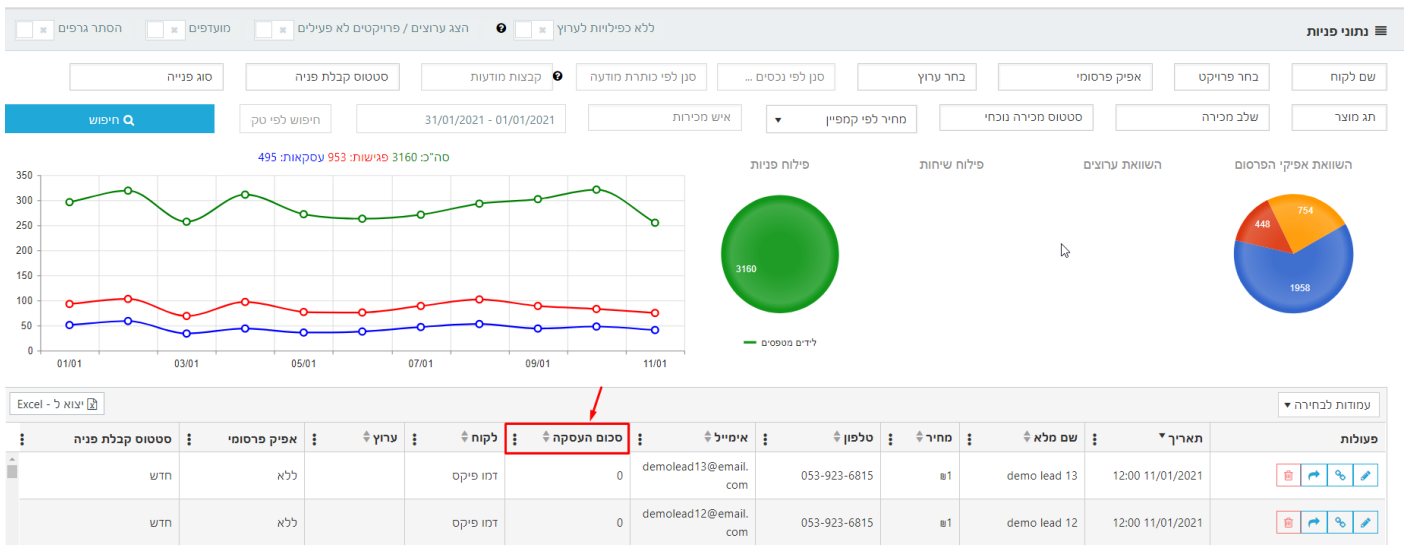 נתוני פניות
ללא כפילויות לערוץ
הצג ערוצים / פרויקטים לא פעילים
מועדפים
הסתר גרפים
שם לקוח
בחר פרויקט
אפיק פרסומי
בחר ערוץ
סנן לפי נכסים ...
סנן לפי כותרת מודעה
קבוצות מודעות
סטטוס קבלת פניה
סוג פנייה
תג מוצר
שלב מכירה
סטטוס מכירה נוכחי
מחיר לפי קמפיין
איש מכירות
01/01/2021 - 31/01/2021
חיפוש לפי טק
חיפוש
השוואת אפיקי הפרסום
השוואת ערוצים
פילוח שיחות
פילוח פניות
754
448
1958
3160
לידים מטפסים
סה"כ: 3160 פגישות: 953 עסקאות: 495
350
300
250
200
150
100
50
0
01/01
03/01
05/01
07/01
09/01
11/01
עמודות לבחירה
יצוא ל - Excel
פעולות
תאריך
שם מלא
מחיר
טלפון
אימייל
סכום העסקה
לקוח
ערוץ
אפיק פרסומי
סטטוס קבלת פניה
12:00 11/01/2021
demo lead 13
₪1
053-923-6815
demolead13@email.
com
0
דמו פיקס
ללא
חדש
12:00 11/01/2021
demo lead 12
₪1
053-923-6815
demolead12@email.
com
0
דמו פיקס
ללא
חדש